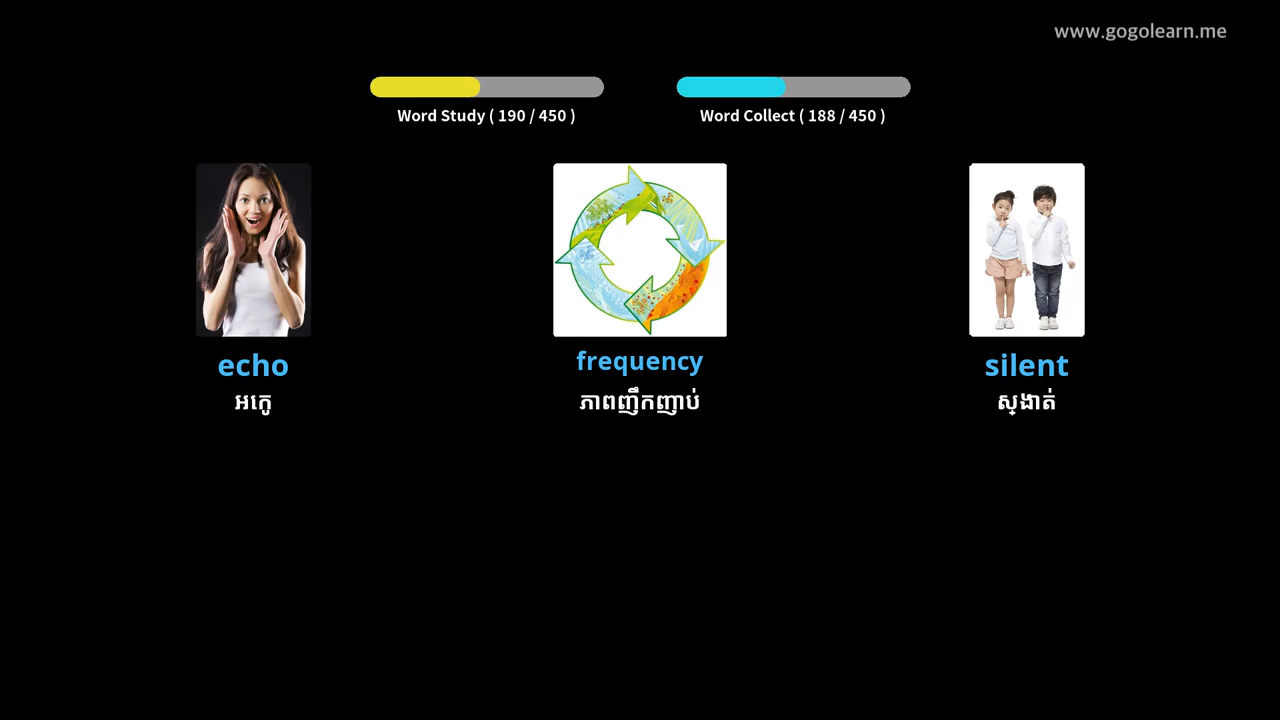 www.gogolearn.me
Word Study ( 190 / 450 )
Word Collect ( 188 / 450 )
echo
frequency
silent
អេកូ
ភាពញឹកញាប់
ស្ងាត់